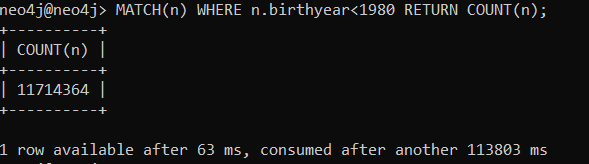 neo4j@neo4j> MATCH(n) WHERE n.birthyear<1980 RETURN COUNT(n);
+----------+
| COUNT(n) |
+----------+
| 11714364 |
+----------+
1 row available after 63 ms, consumed after another 113803 ms